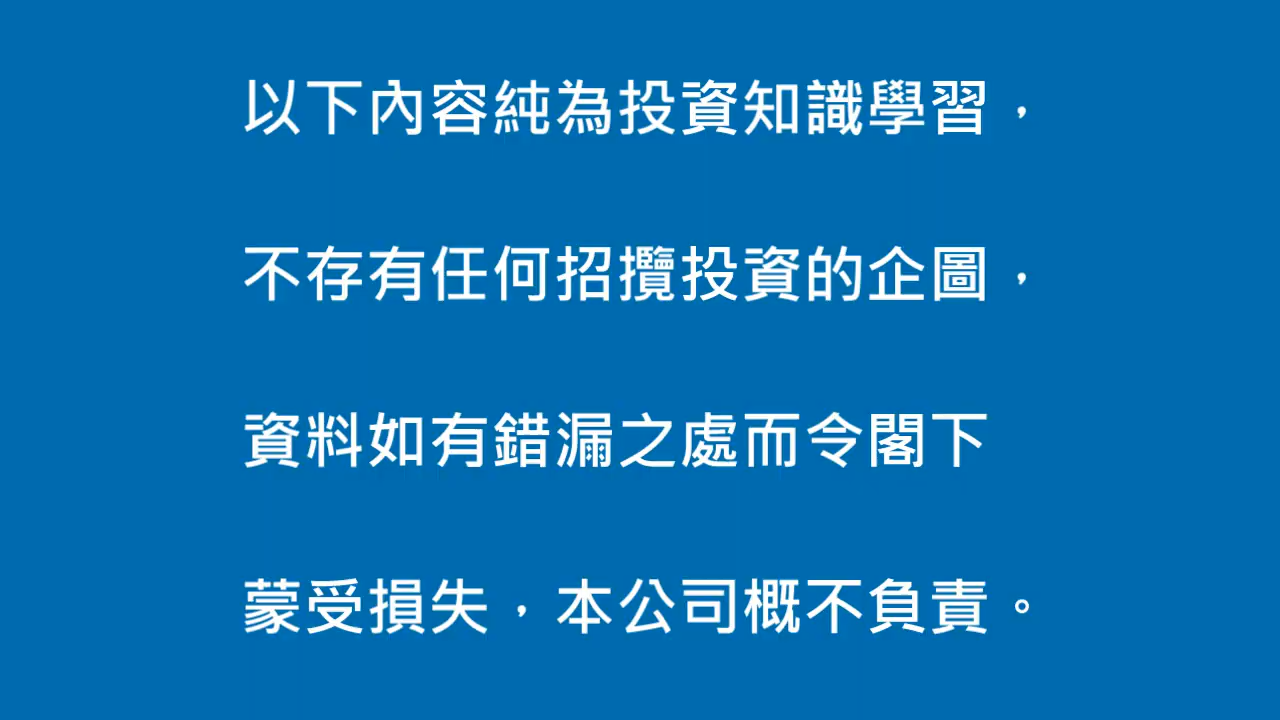 以下內容純為投資知識學習，
不存有任何招攬投資的企圖，
資料如有錯漏之處而令閣下
蒙受損失，本公司概不負責。